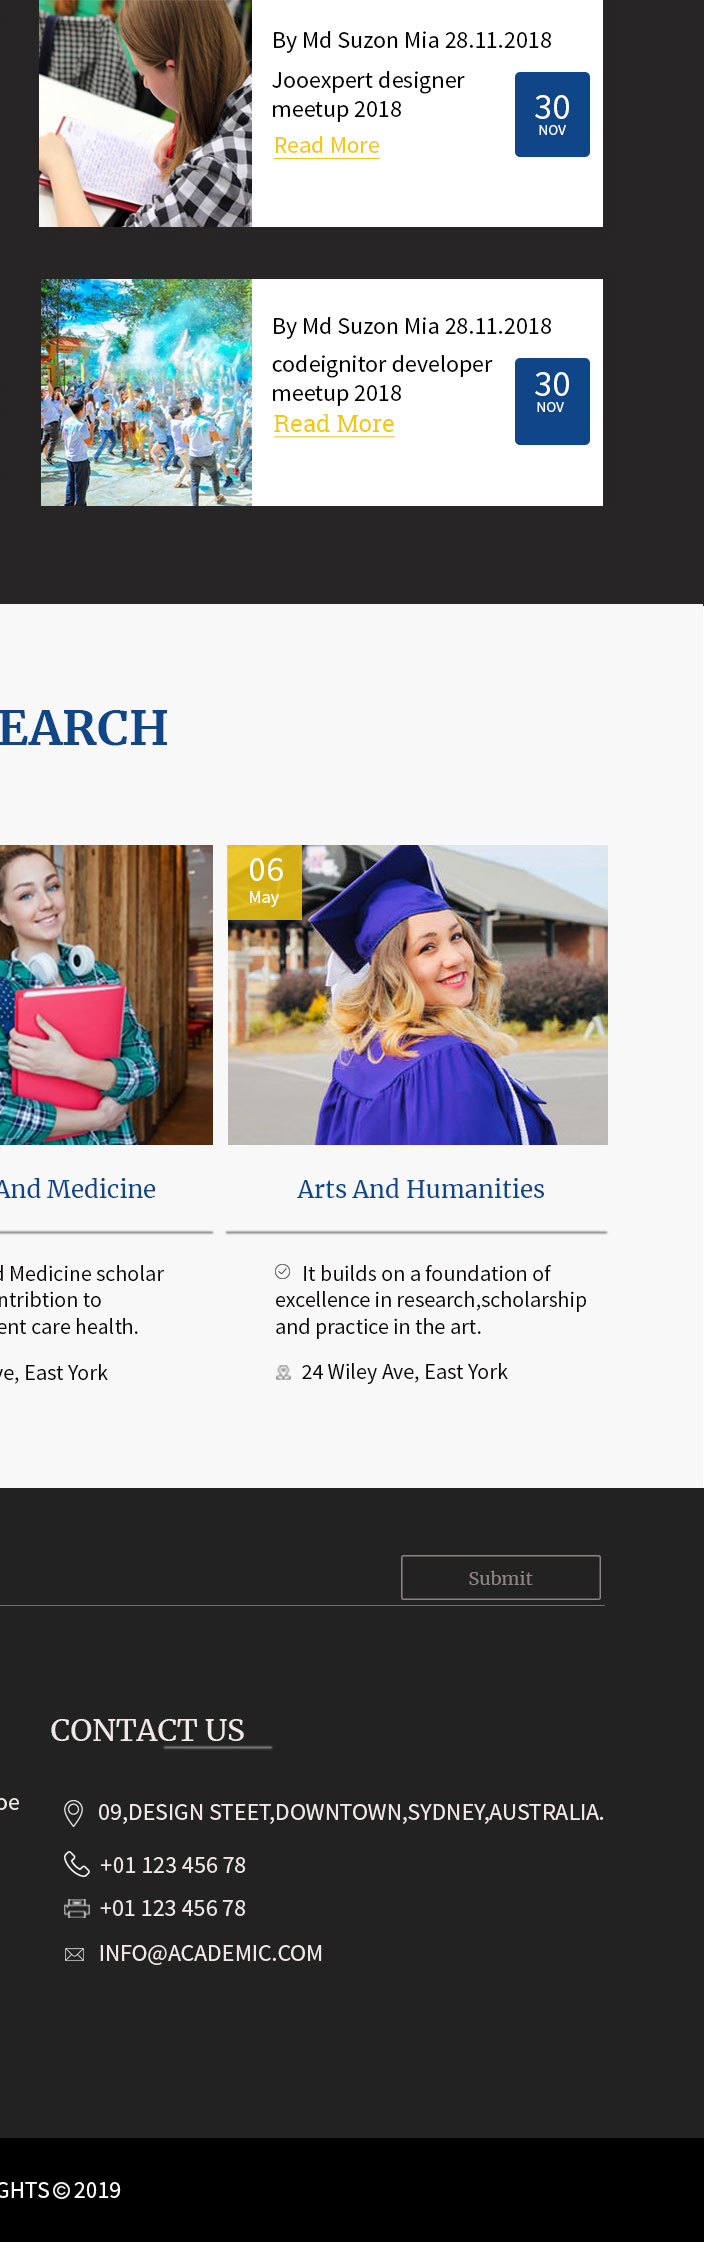 By Md Suzon Mia 28.11.2018
Jooexpert designer
meetup 2018
Read More
30
NOV
By Md Suzon Mia 28.11.2018
codeignitor developer
meetup 2018
Read More
30
NOV
EARCH
06
May
And Medicine
Arts And Humanities
d Medicine scholar
ntribtion to
ent care health.
ve, East York
It builds on a foundation of
excellence in research,scholarship
and practice in the art.
24 Wiley Ave, East York
Submit
CONTACT US
oe
09,DESIGN STEET,DOWNTOWN,SYDNEY,AUSTRALIA.
+01 123 456 78
+01 123 456 78
INFO@ACADEMIC.COM
GHTS © 2019